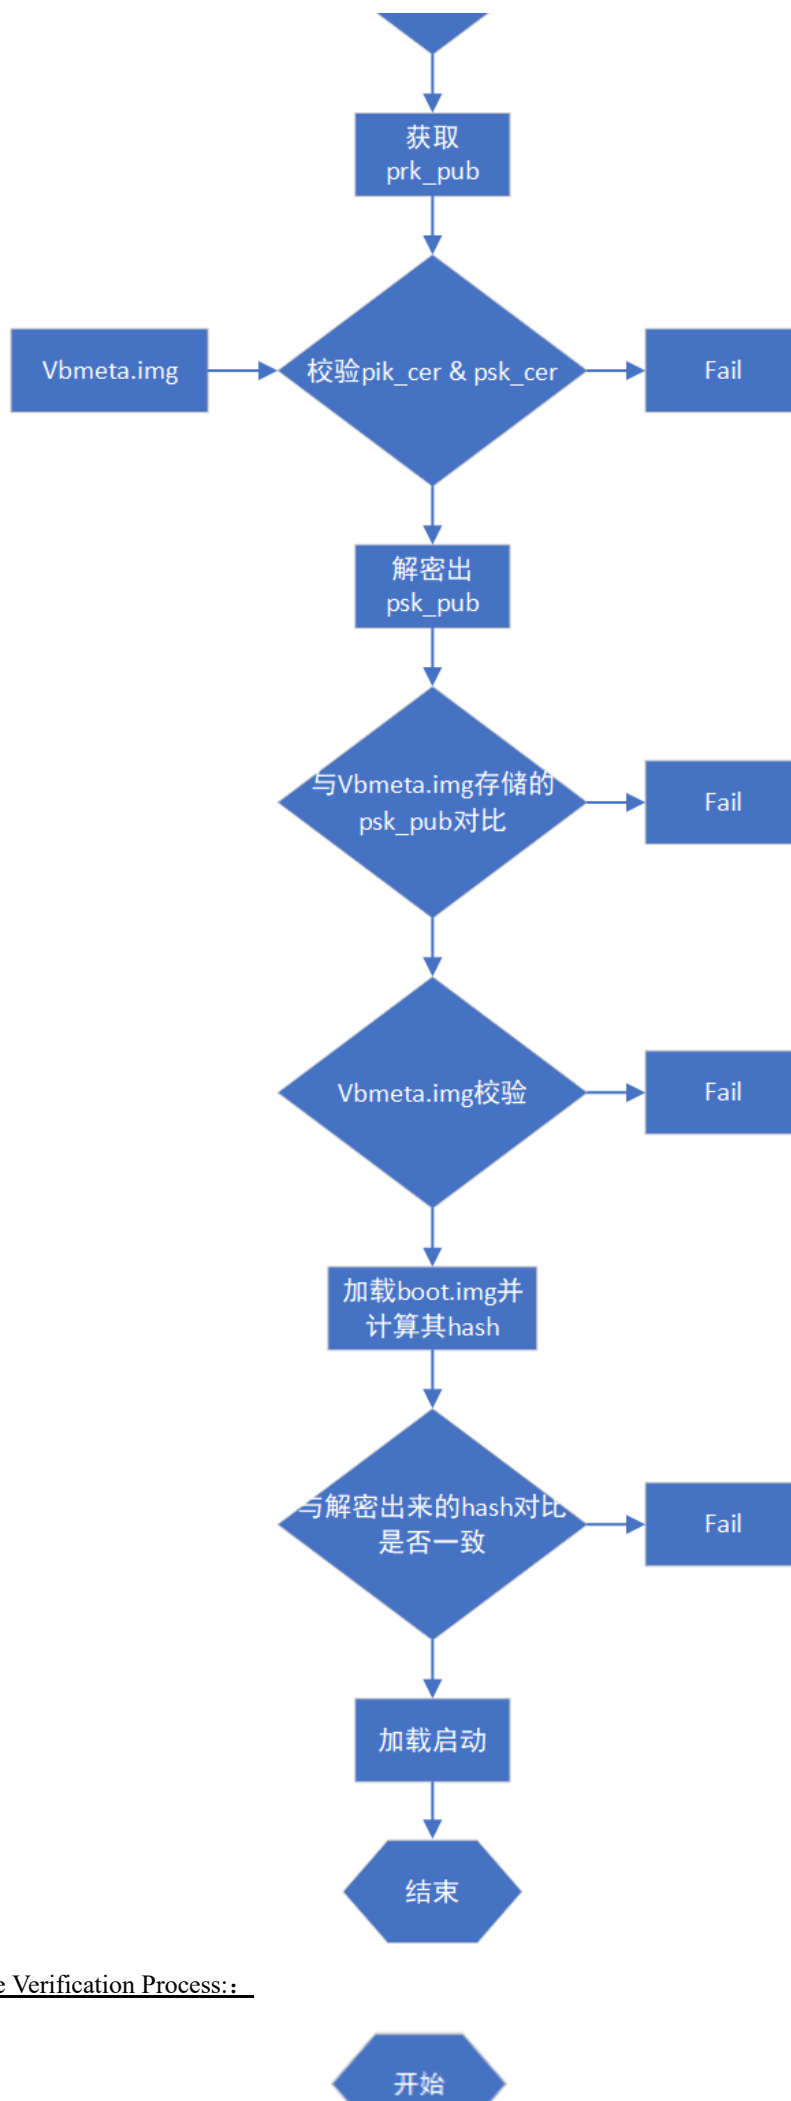 获取
prk_pub
Vbmeta.img
校验pik_cer & psk_cer
Fail
解密出
psk_pub
与Vbmeta.img存储的
psk_pub对比
Fail
Vbmeta.img校验
Fail
加载boot.img并
计算其hash
与解密出来的hash对比
是否一致
Fail
加载启动
结束
e Verification Process:：
开始